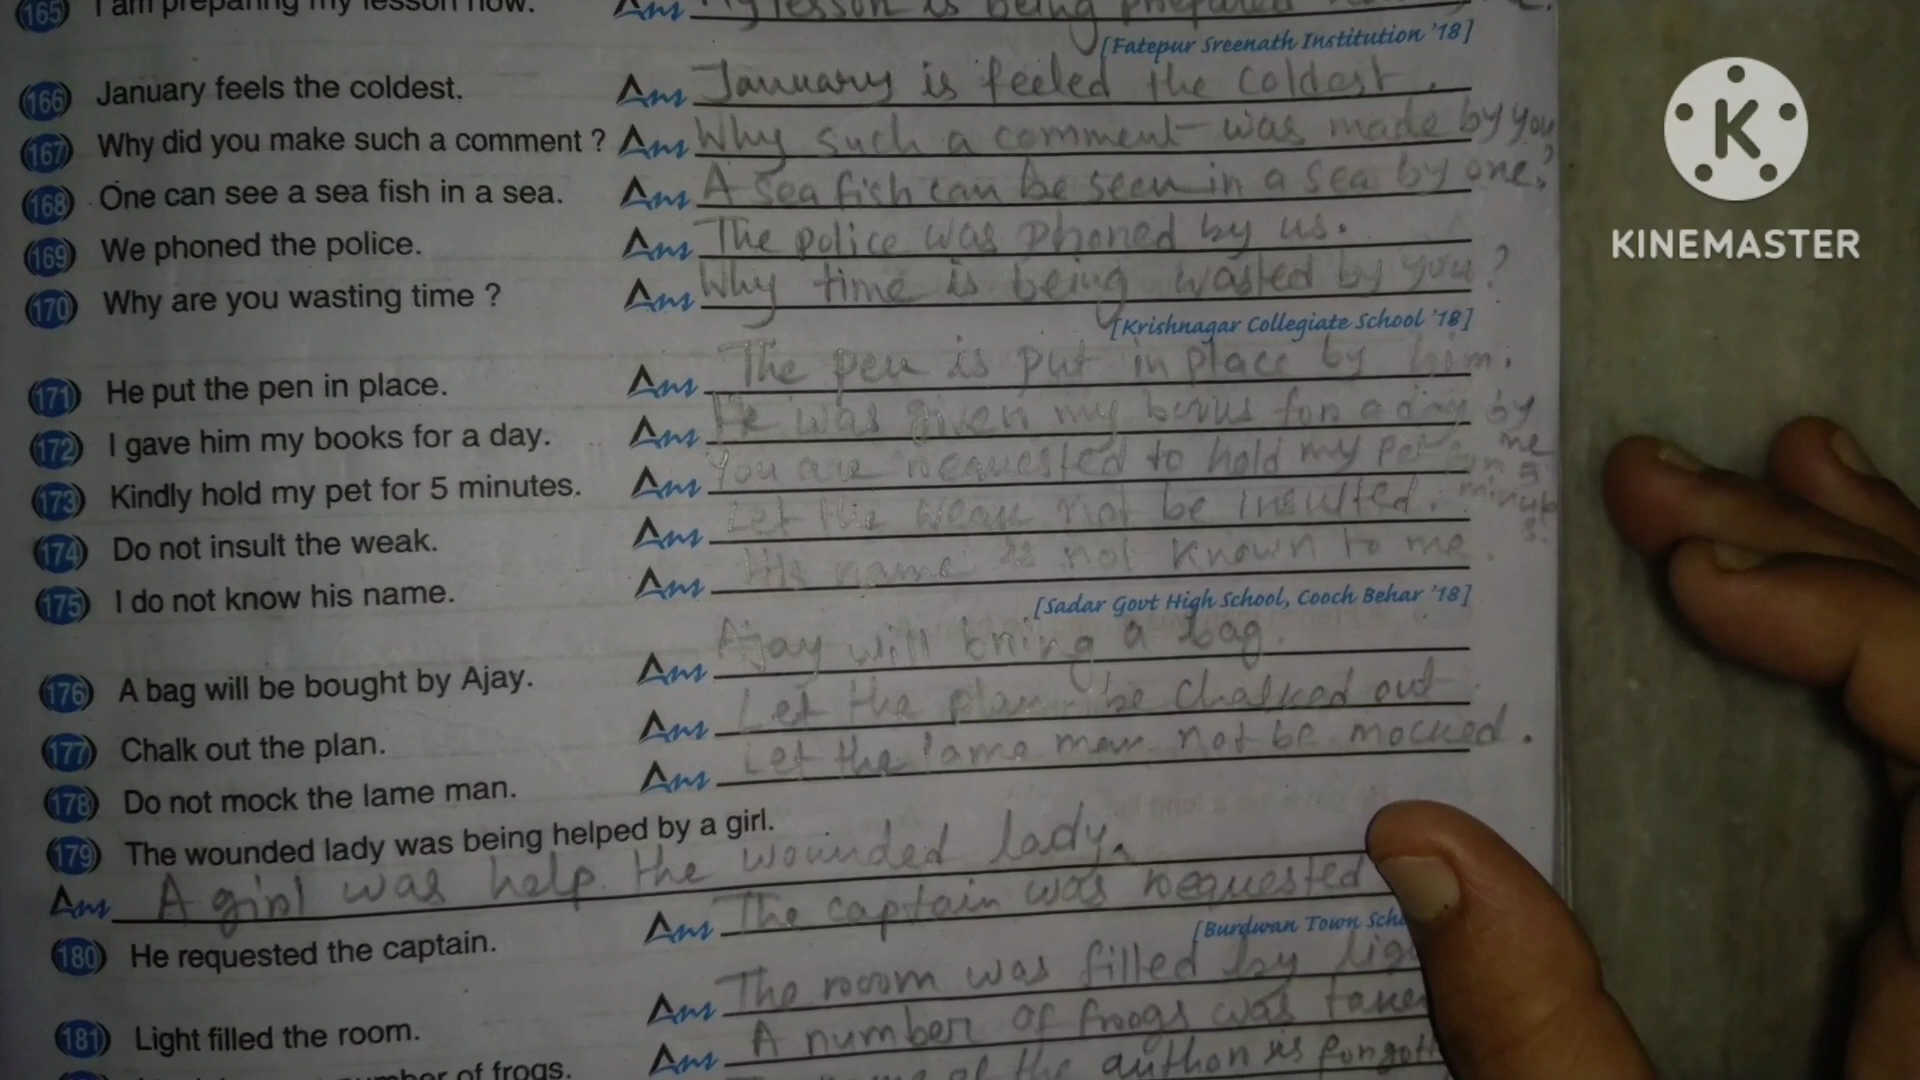 165 I am preparing my lesson now. Ans My lesson is being prepared
[Fatepur Sreenath Institution '18]
166 January feels the coldest. Ans January is feeled the coldest.
167 Why did you make such a comment ? Ans Why such a comment was made by you?
168 One can see a sea fish in a sea. Ans A sea fish can be seen in a sea by one.
169 We phoned the police. Ans The police was phoned by us.
170 Why are you wasting time ? Ans Why time is being wasted by you?
[Krishnagar Collegiate School '18]
171 He put the pen in place. Ans The pen is put in place by him.
172 I gave him my books for a day. Ans He was given my for a day by me
173 Kindly hold my pet for 5 minutes. Ans You are requested to hold my pet for 5 minutes.
174 Do not insult the weak. Ans Let the weak not be insulted.
175 I do not know his name. Ans His name is not known to me.
[Sadar Govt High School, Cooch Behar '18]
176 A bag will be bought by Ajay. Ans Ajay will bring a bag.
177 Chalk out the plan. Ans Let the plan be chalked out
178 Do not mock the lame man. Ans Let the lame man not be mocked.
179 The wounded lady was being helped by a girl.
Ans A girl was help the wounded lady.
180 He requested the captain. Ans The captain was requested
[Burdwan Town
181 Light filled the room. Ans The room was filled by
of frogs. Ans A number of frogs was taken
of the author is
K
KINEMASTER